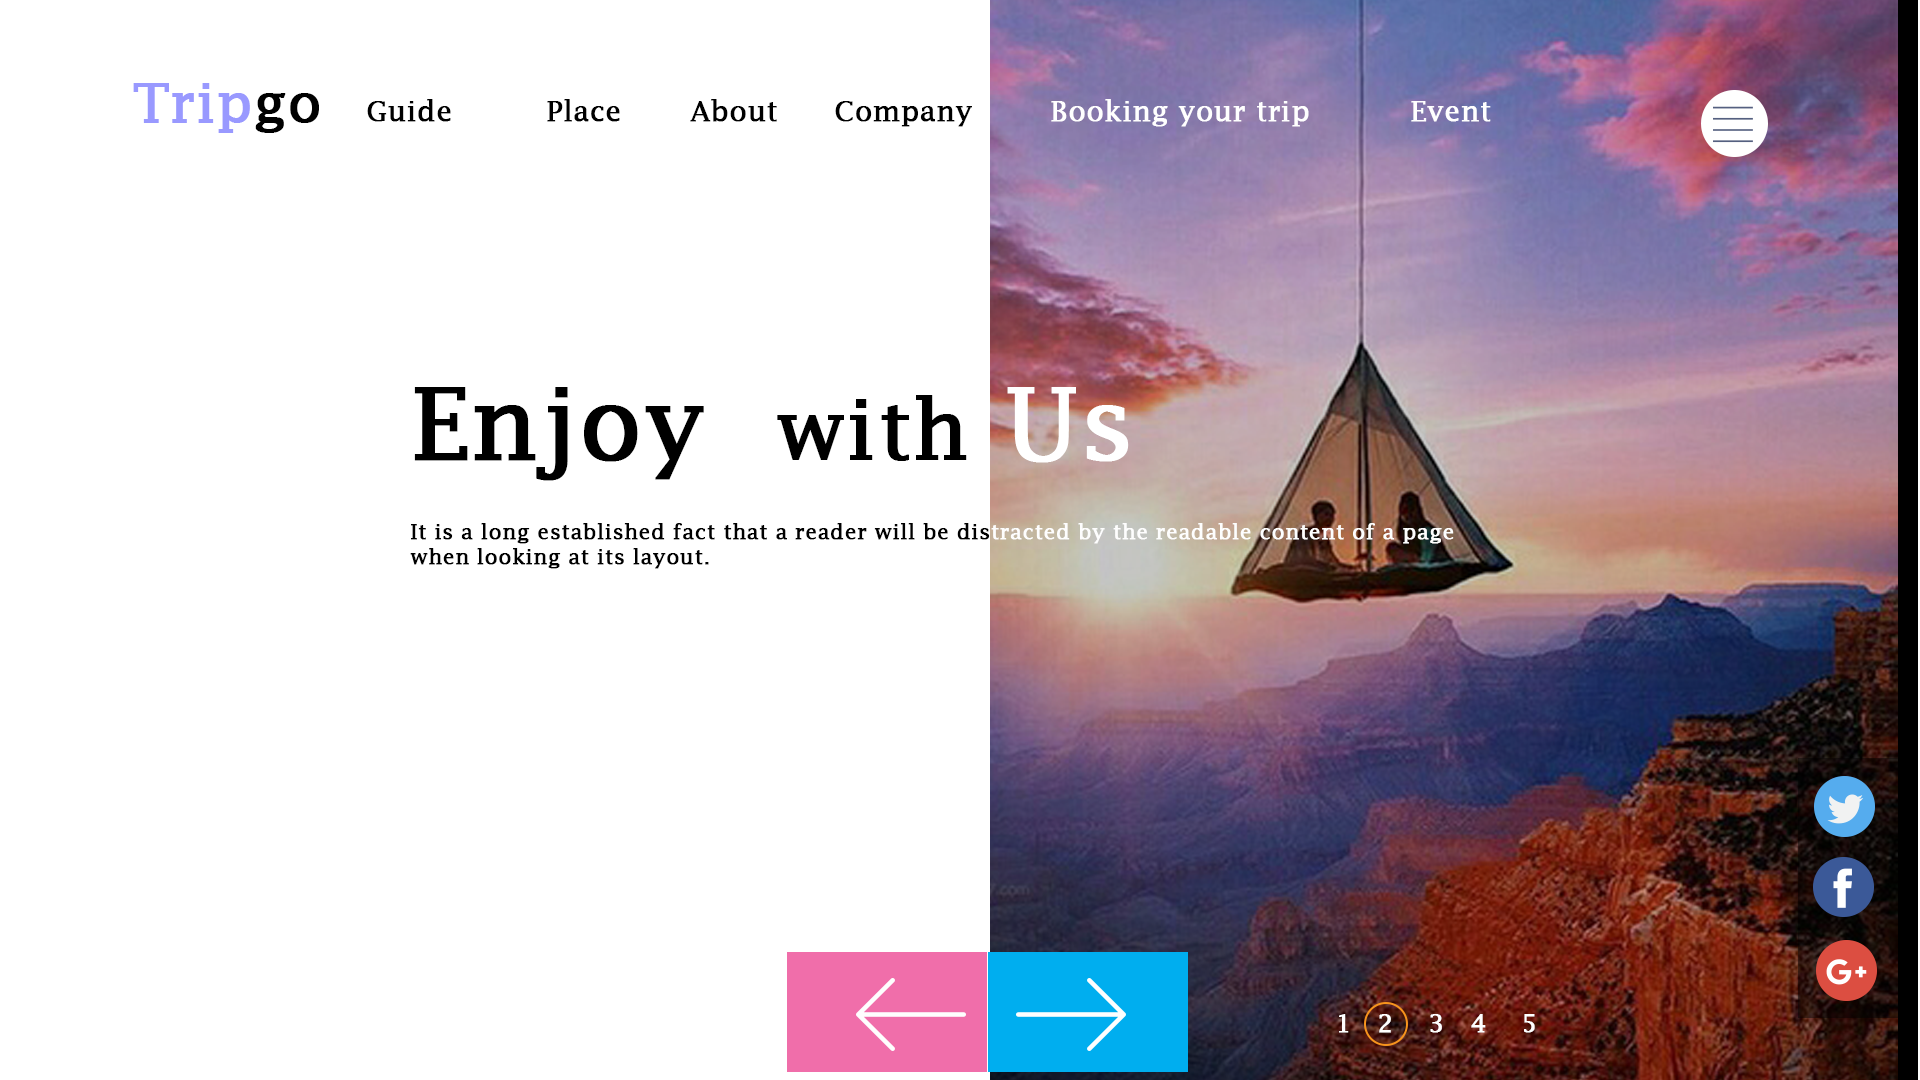 Tripgo Guide Place About Company Booking your trip Event
Enjoy with Us
It is a long established fact that a reader will be distracted by the readable content of a page
when looking at its layout.
1 2 3 4 5